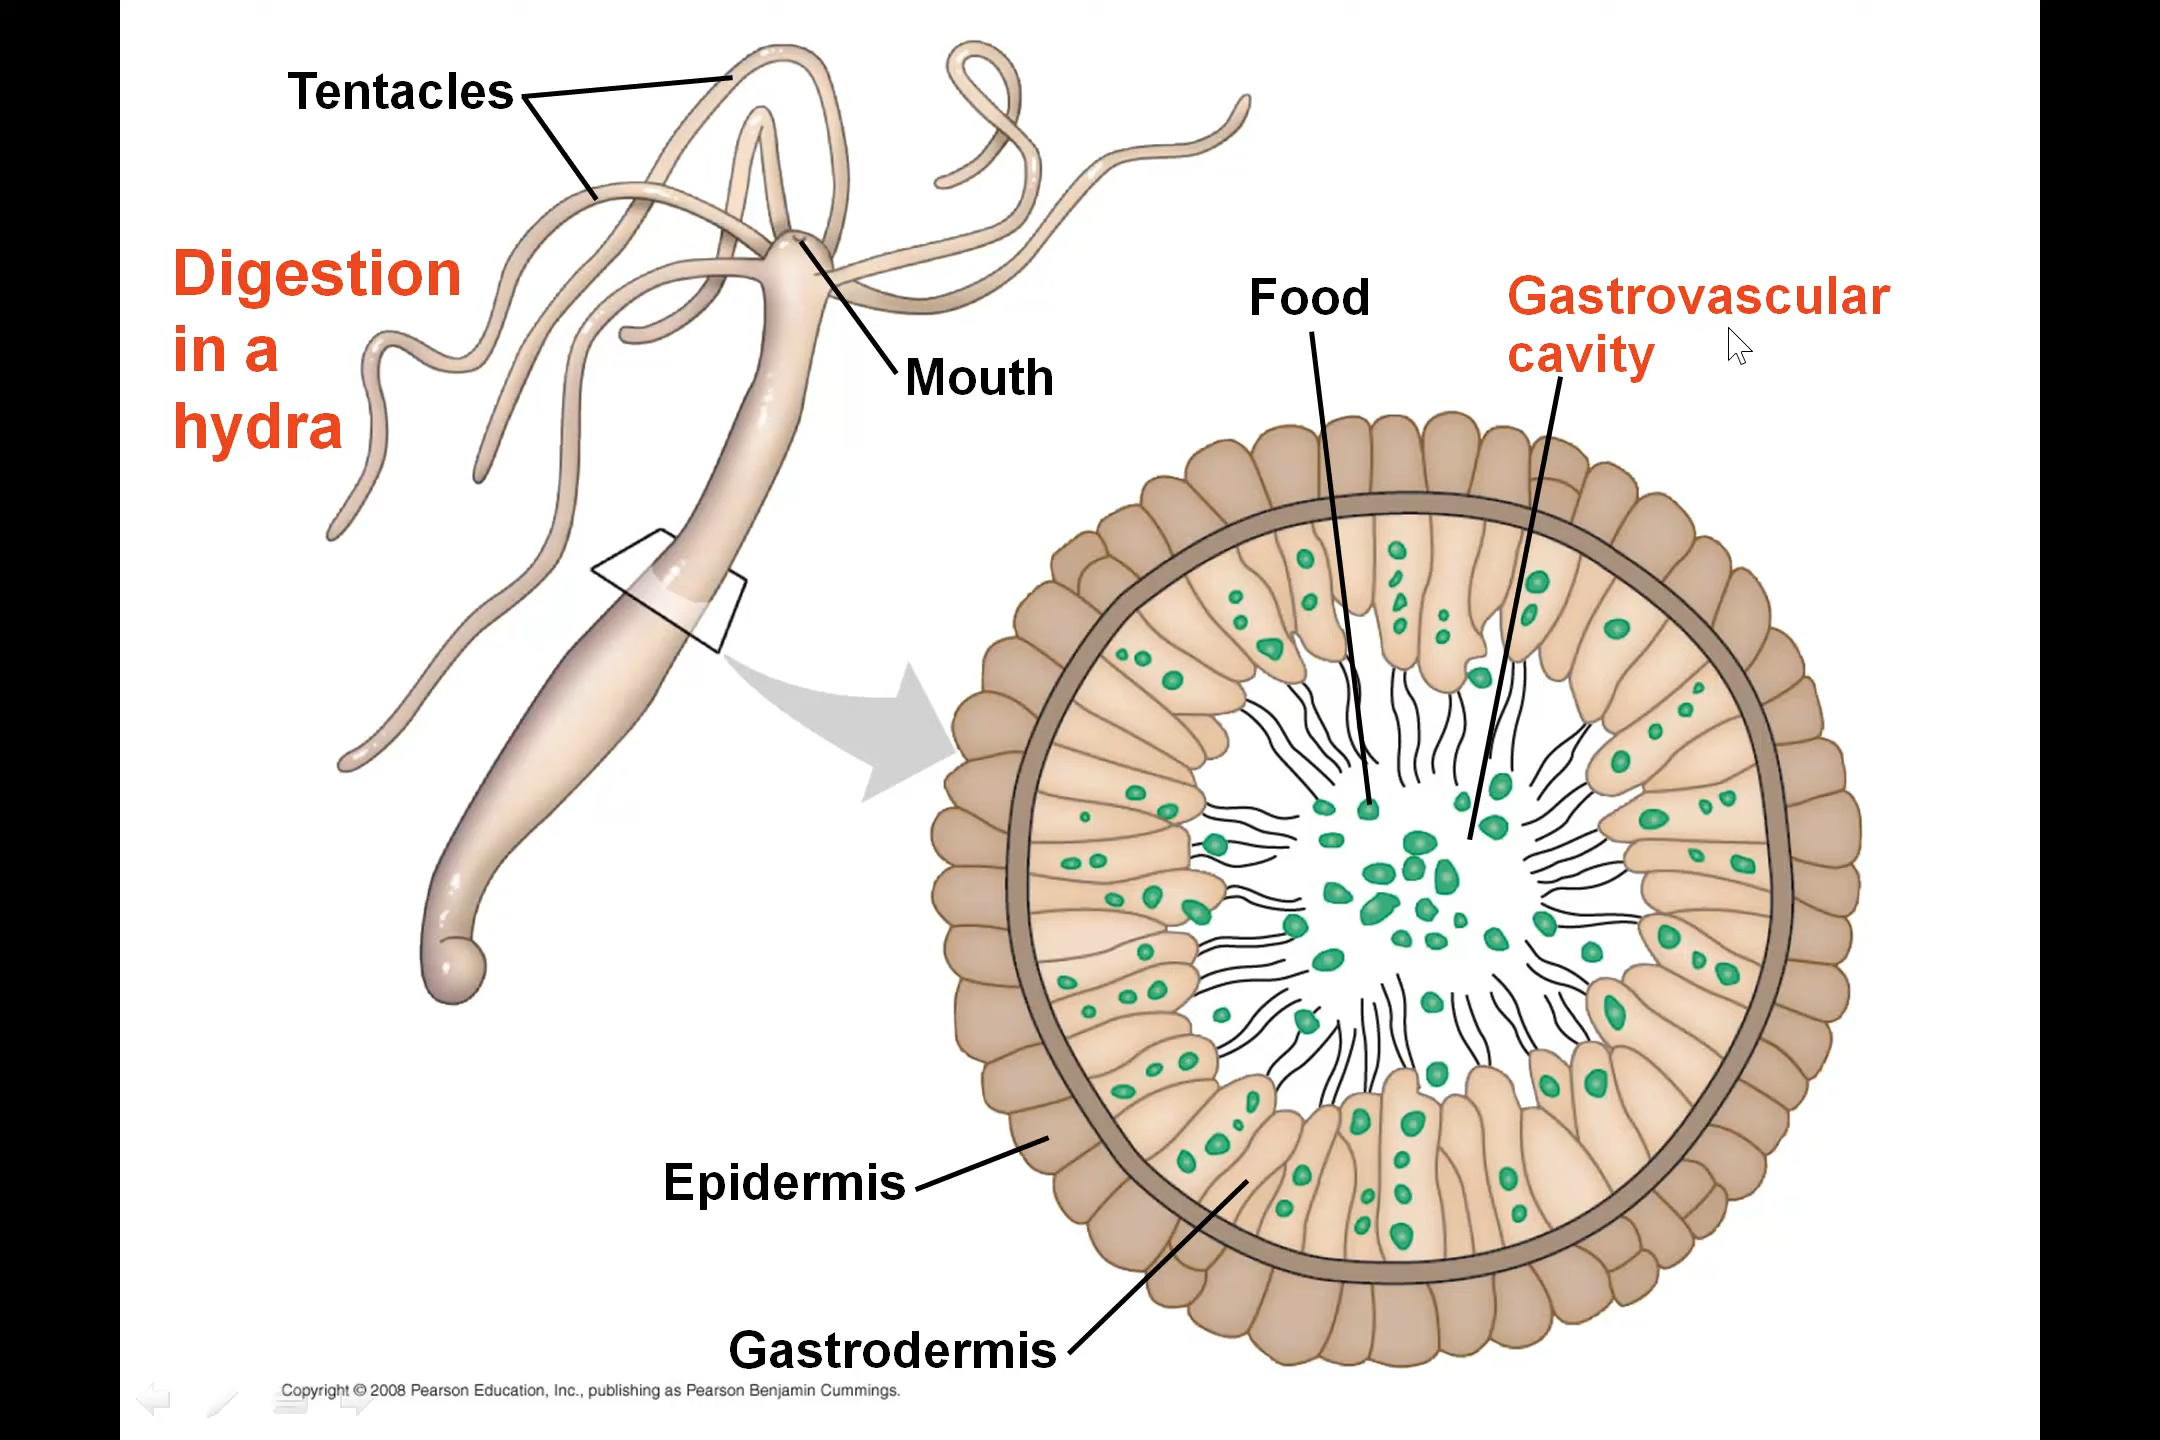 Tentacles
Digestion
in a
hydra
Mouth
Food
Gastrovascular
cavity
Epidermis
Gastrodermis
Copyright © 2008 Pearson Education, Inc., publishing as Pearson Benjamin Cummings.